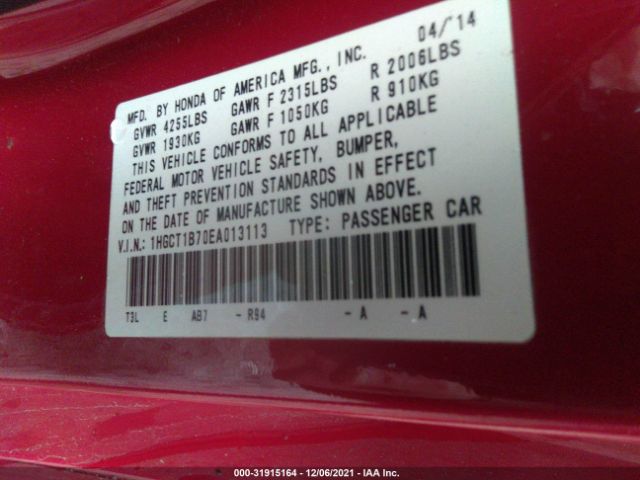 04/'14
MFD. BY HONDA OF AMERICA MFG., INC.
GVWR 4255LBS GAWR F 2315LBS R 2006LBS
GVWR 1930KG GAWR F 1050KG R 910KG
THIS VEHICLE CONFORMS TO ALL APPLICABLE
FEDERAL MOTOR VEHICLE SAFETY, BUMPER,
AND THEFT PREVENTION STANDARDS IN EFFECT
ON THE DATE OF MANUFACTURE SHOWN ABOVE.
V.I.N.: 1HGCT1B70EA013113 TYPE: PASSENGER CAR
T3L E AB7 - R94 - A - A
000-31915164 - 12/06/2021 - IAA Inc.